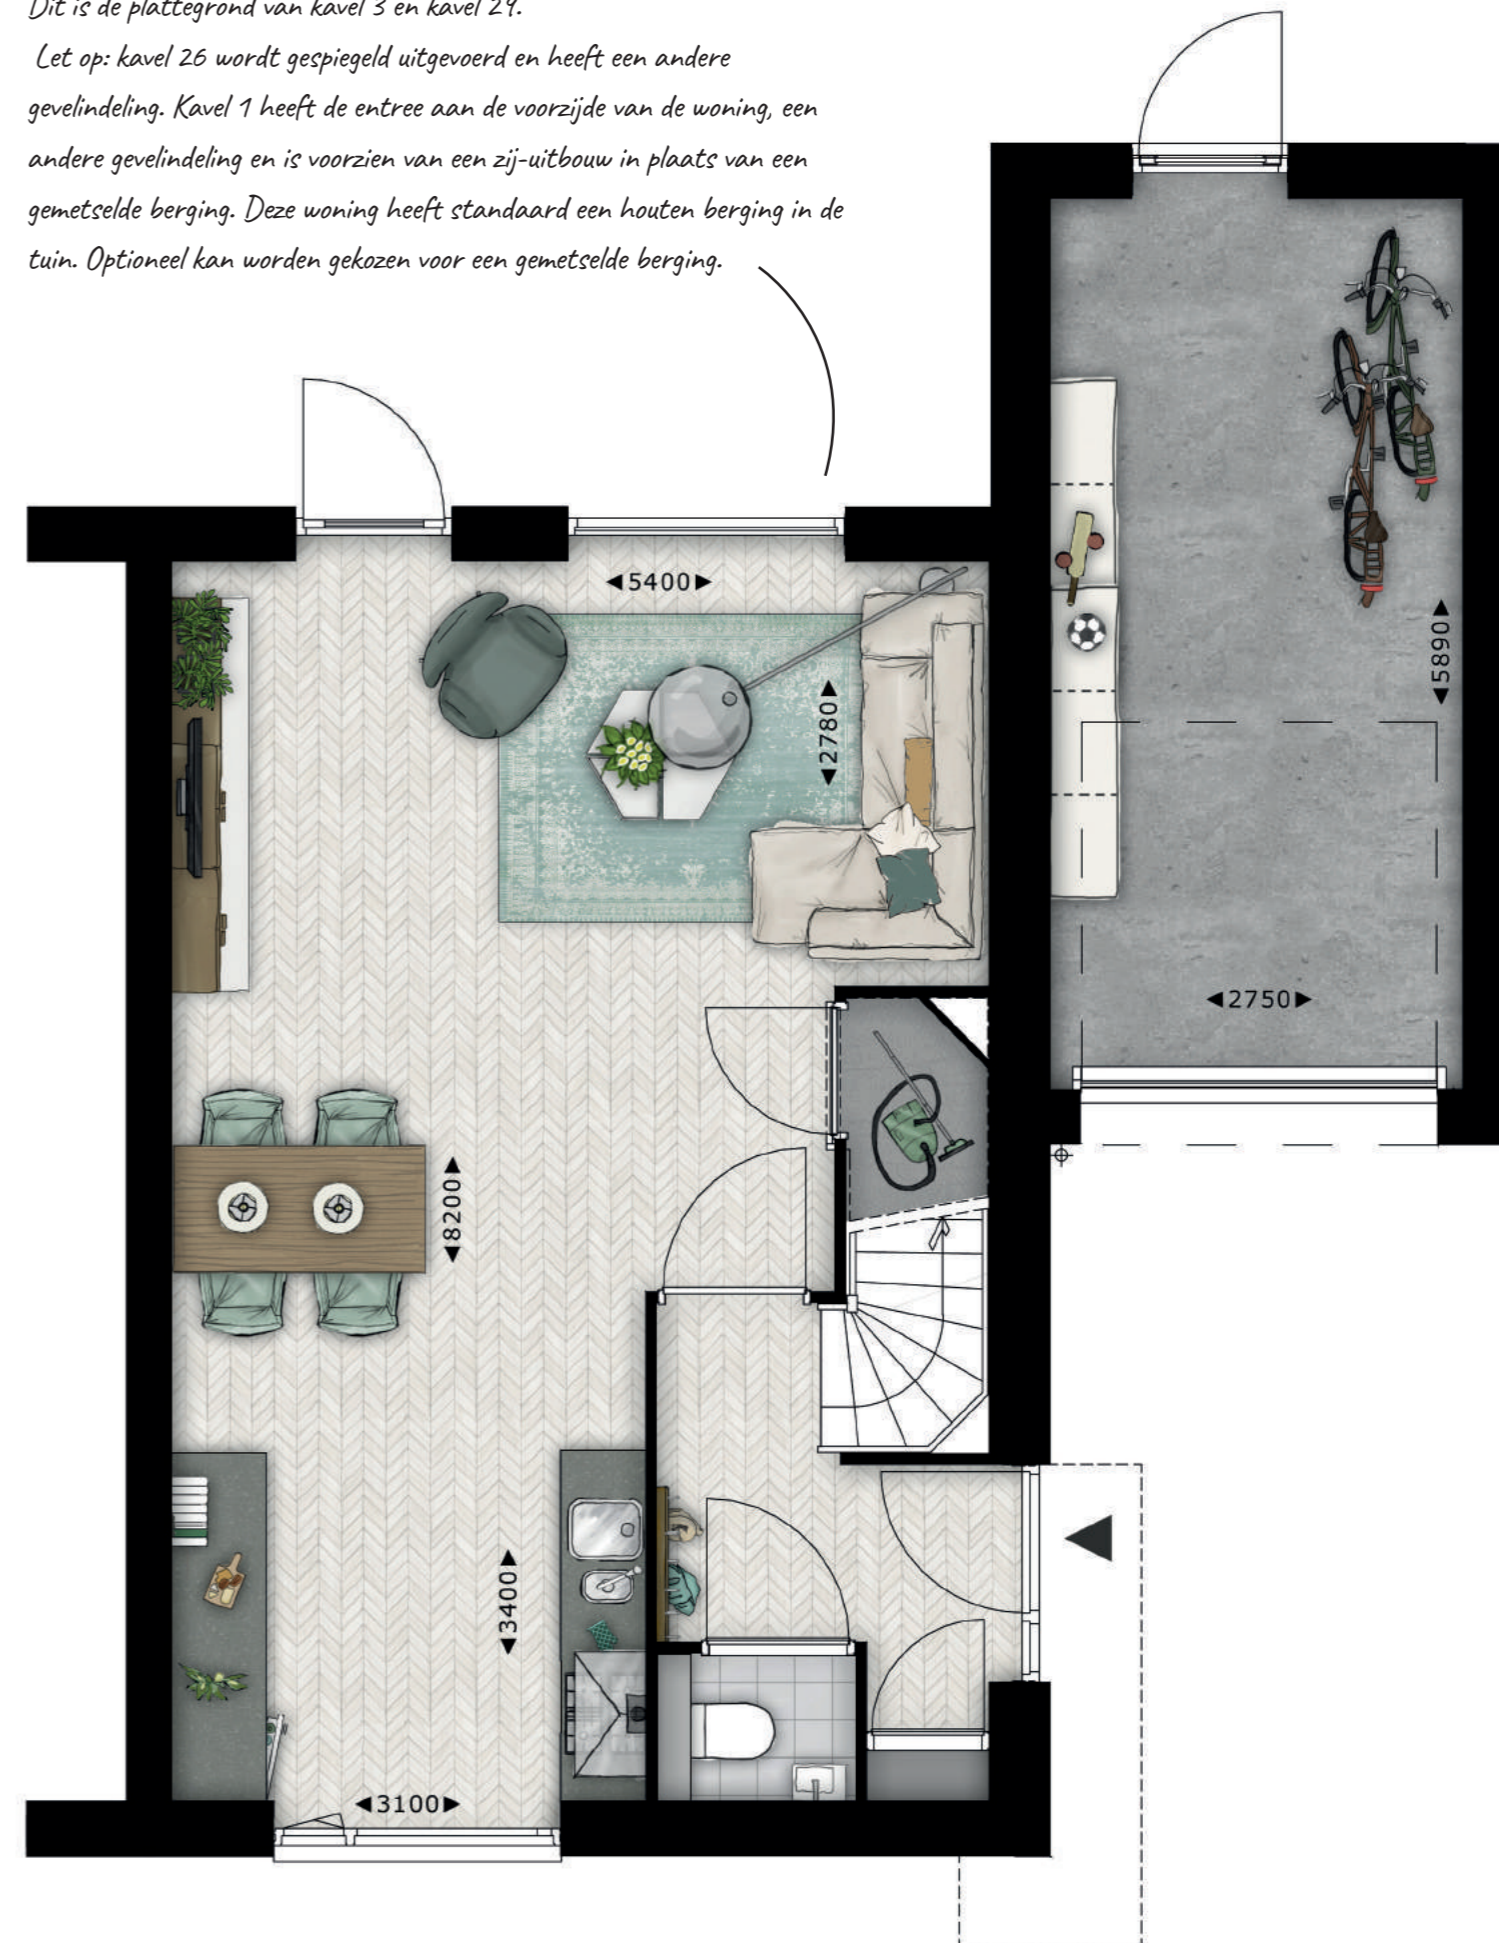 Dit is de plattegrond van kavel 3 en kavel
Let op: kavel 26 wordt gespiegeld uitgevoerd en heeft een andere
gevelindeling. Kavel 1 heeft de entree aan de voorzijde van de woning, een
andere gevelindeling en is voorzien van een zij-uitbouw in plaats van een
gemetselde berging. Deze woning heeft standaard een houten berging in de
tuin. Optioneel kan worden gekozen voor een gemetselde berging.
5400
5890
2780
2750
8200
3400
3100